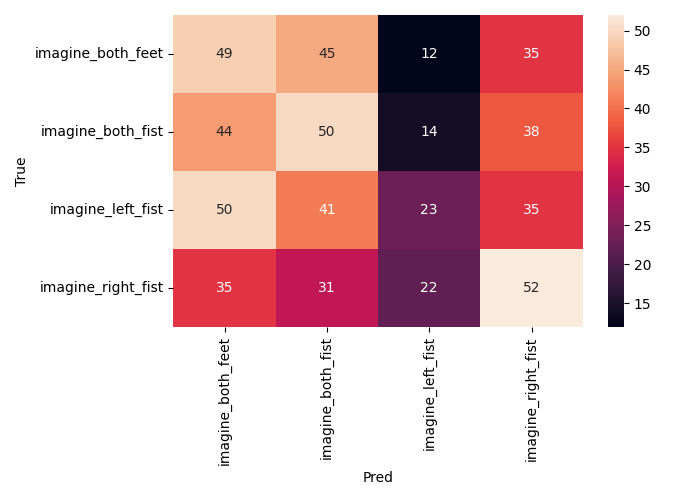 imagine_both_feet 49 45 12 35
imagine_both_fist 44 50 14 38
imagine_left_fist 50 41 23 35
imagine_right_fist 35 31 22 52
True
imagine_both_feet
imagine_both_fist
imagine_left_fist
imagine_right_fist
Pred
50
45
40
35
30
25
20
15